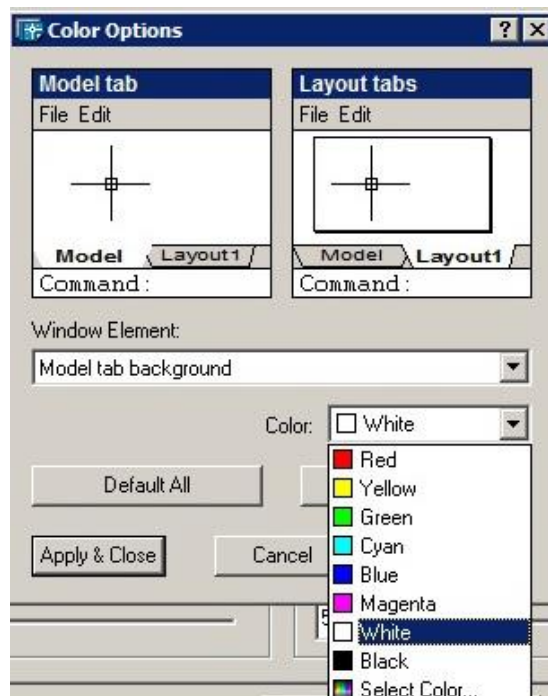 Color Options
Model tab
File Edit
Model Layout1
Command:
Layout tabs
File Edit
Model Layout1
Command:
Window Element:
Model tab background
Color: White
Default All
Apply & Close
Cancel
Red
Yellow
Green
Cyan
Blue
Magenta
White
Black
Select Color...